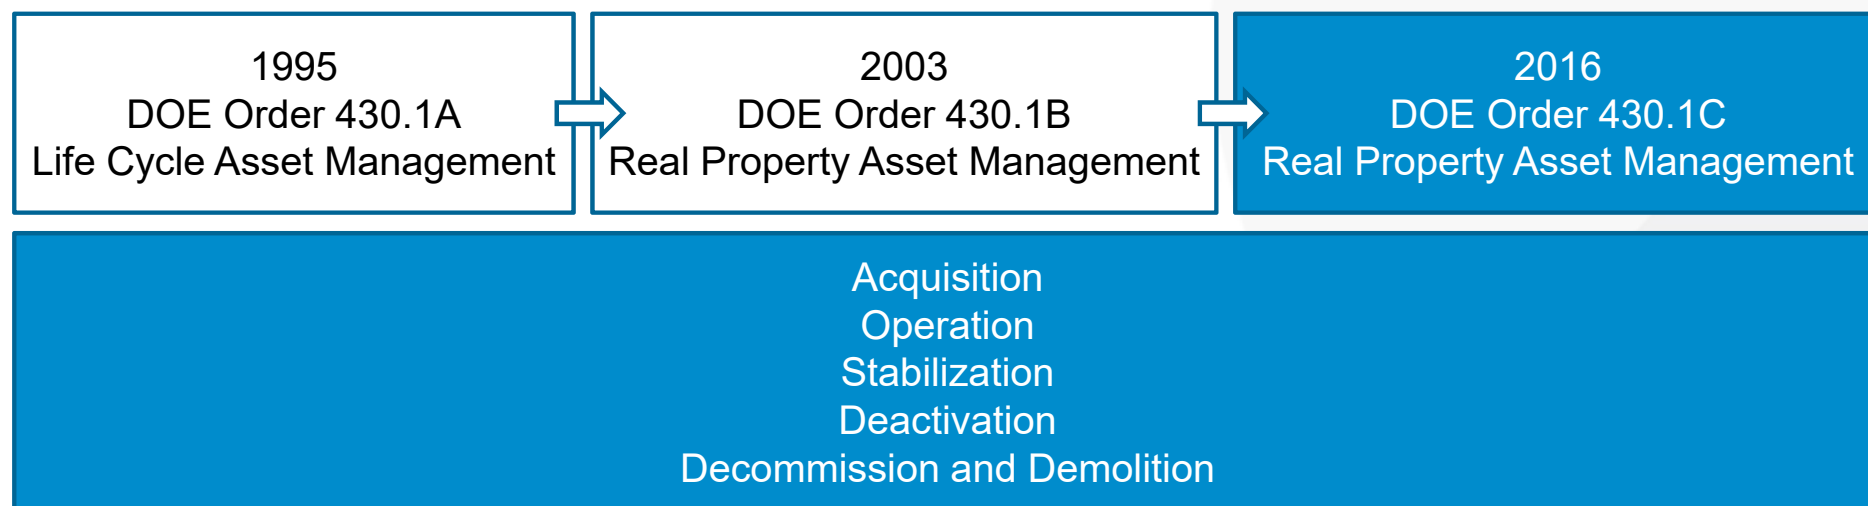 1995
DOE Order 430.1A
Life Cycle Asset Management
2003
DOE Order 430.1B
Real Property Asset Management
2016
DOE Order 430.1C
Real Property Asset Management
Acquisition
Operation
Stabilization
Deactivation
Decommission and Demolition